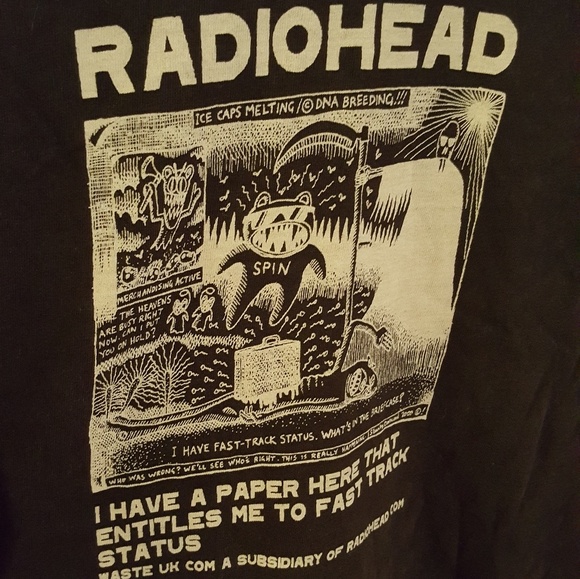 RADIOHEAD
ICE CAPS MELTING/© DNA BREEDING!!!
SPIN
MERCHANDISING ACTIVE
THE HEAVENS
ARE BUSY RIGHT
NOW, CAN I PUT
YOU ON HOLD?
I HAVE FAST-TRACK STATUS. WHAT'S IN THE BRIEFCASE?
WHO WAS WRONG? WE'LL SEE WHO'S RIGHT. THIS IS REALLY
I HAVE A PAPER HERE THAT
ENTITLES ME TO FAST TRACK
STATUS
WASTE UK COM A SUBSIDIARY OF RADIOHEAD.COM